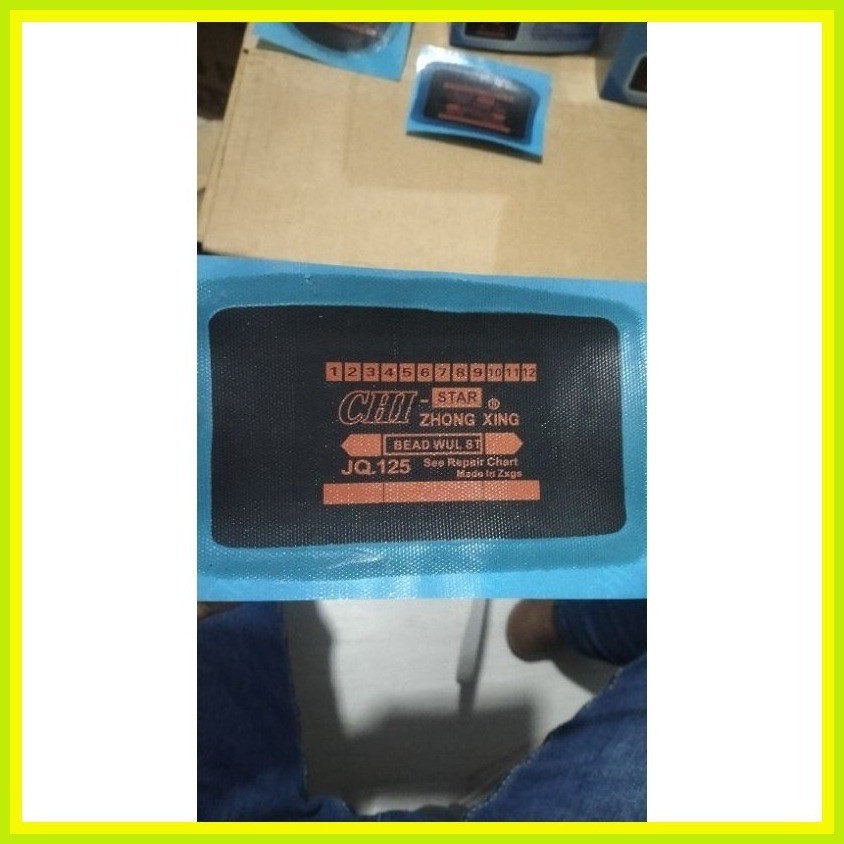 1 2 3 4 5 6 7 8 9 10 11 12
CHI - STAR ®
ZHONG XING
BEAD WUL ST
JQ.125 See Repair Chart
Made in Zxgs